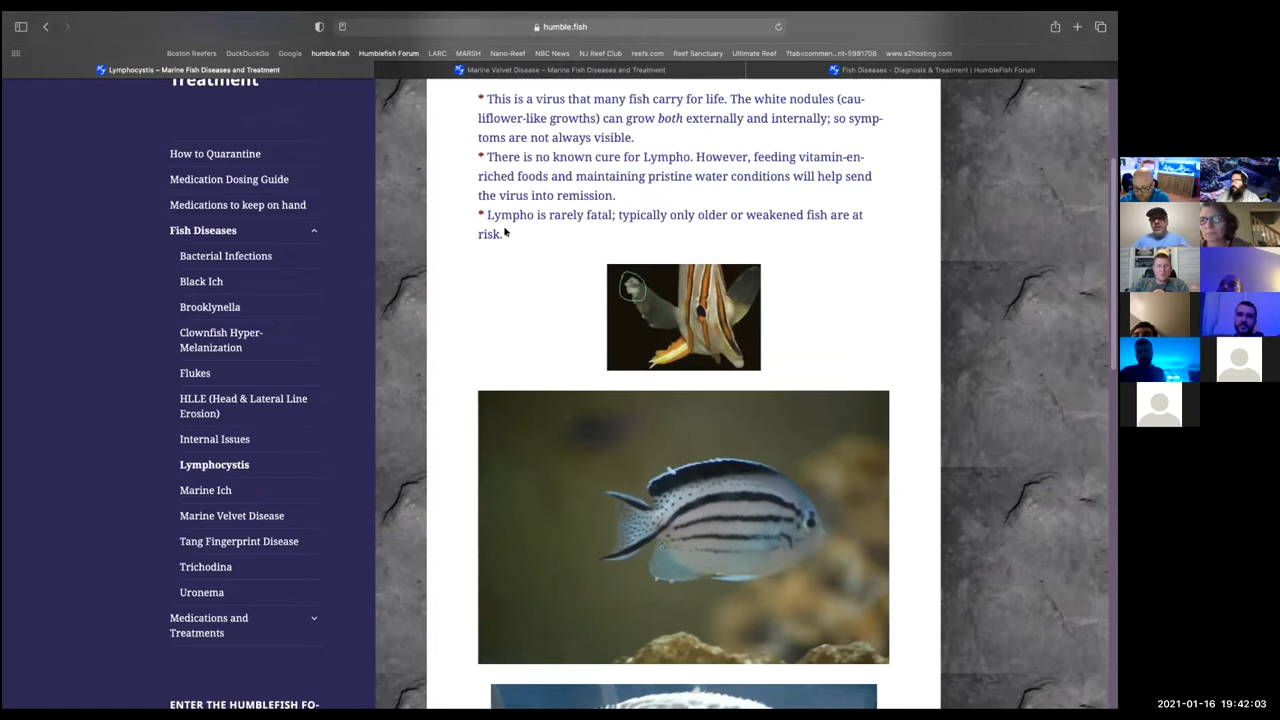 humble.fish
Boston Reefers DuckDuckGo Google humble.fish Humblefish Forum LARC MARSH Nano-Reef NBC News NJ Reef Club reefs.com Reef Sanctuary Ultimate Reef ?tab=commen...nt-5981708 www.a2hosting.com
Lymphocystis – Marine Fish Diseases and Treatment
Marine Velvet Disease – Marine Fish Diseases and Treatment
Fish Diseases - Diagnosis & Treatment | HumbleFish Forum
Treatment
How to Quarantine
Medication Dosing Guide
Medications to keep on hand
Fish Diseases
Bacterial Infections
Black Ich
Brooklynella
Clownfish Hyper-
Melanization
Flukes
HLLE (Head & Lateral Line
Erosion)
Internal Issues
Lymphocystis
Marine Ich
Marine Velvet Disease
Tang Fingerprint Disease
Trichodina
Uronema
Medications and
Treatments
ENTER THE HUMBLEFISH FO-
* This is a virus that many fish carry for life. The white nodules (cau-
liflower-like growths) can grow both externally and internally; so symp-
toms are not always visible.
* There is no known cure for Lympho. However, feeding vitamin-en-
riched foods and maintaining pristine water conditions will help send
the virus into remission.
* Lympho is rarely fatal; typically only older or weakened fish are at
risk.
2021-01-16 19:42:03